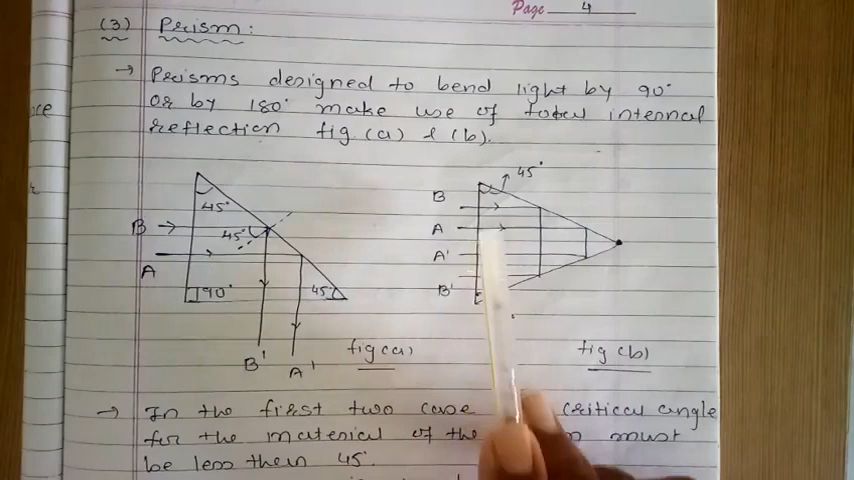 Page 4
(3) Prism:
→ Prisms designed to bend light by 90°
or by 180° make use of total internal
reflection fig (a) & (b).
45°
B
45°
A
90°
45°
B'
A'
fig (a)
45°
B
A
A'
B'
fig (b)
→ In the first two case critical angle
for the material of the must
be less then 45°.